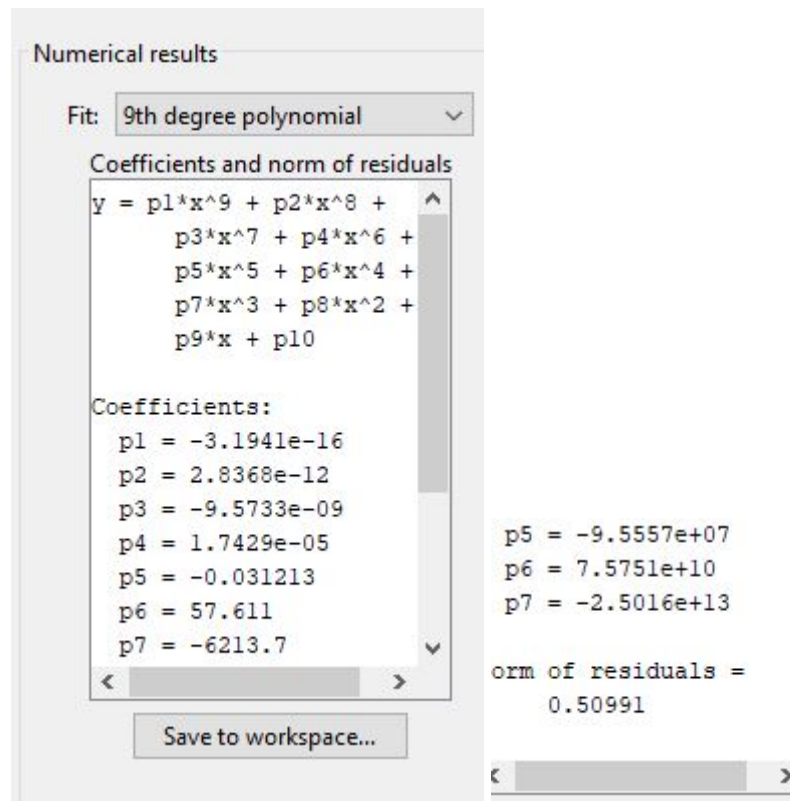 Numerical results
Fit: 9th degree polynomial
Coefficients and norm of residuals
y = p1*x^9 + p2*x^8 +
p3*x^7 + p4*x^6 +
p5*x^5 + p6*x^4 +
p7*x^3 + p8*x^2 +
p9*x + p10
Coefficients:
p1 = -3.1941e-16
p2 = 2.8368e-12
p3 = -9.5733e-09
p4 = 1.7429e-05
p5 = -0.031213
p6 = 57.611
p7 = -6213.7
Save to workspace...
p5 = -9.5557e+07
p6 = 7.5751e+10
p7 = -2.5016e+13
orm of residuals =
0.50991